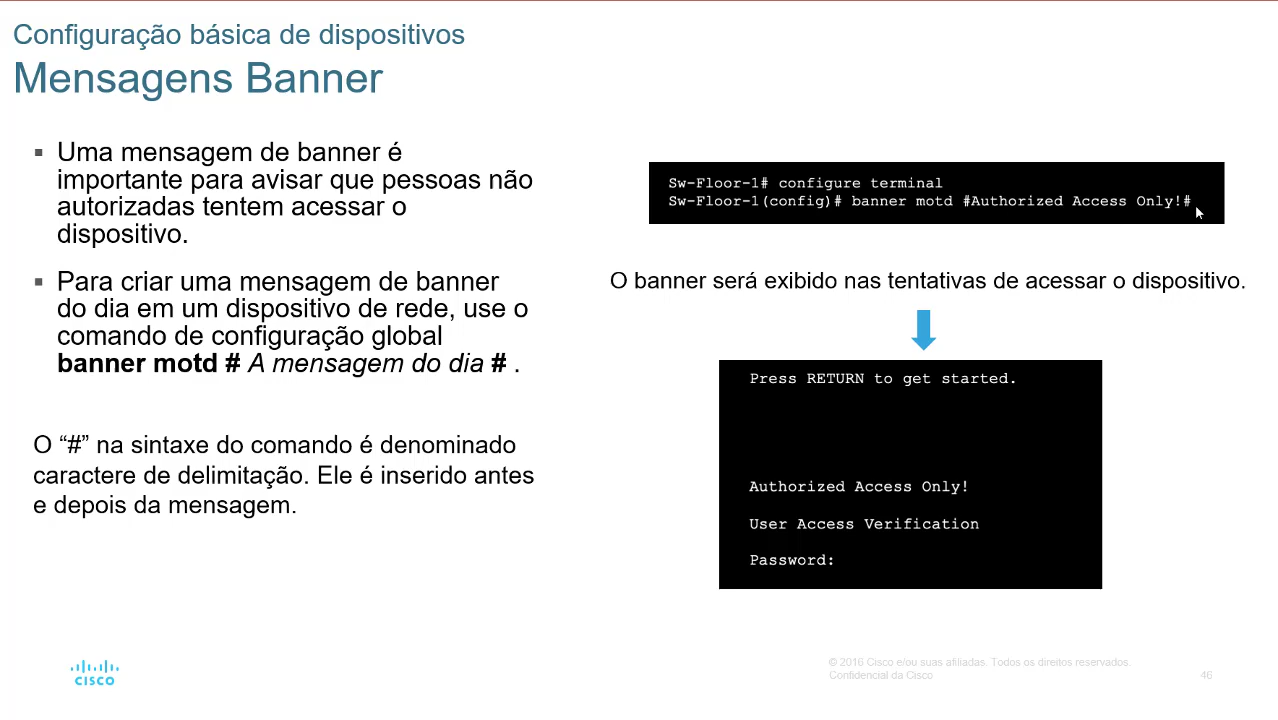 Configuração básica de dispositivos
Mensagens Banner
▪ Uma mensagem de banner é
importante para avisar que pessoas não
autorizadas tentem acessar o
dispositivo.
▪ Para criar uma mensagem de banner
do dia em um dispositivo de rede, use o
comando de configuração global
banner motd # A mensagem do dia # .
O “#” na sintaxe do comando é denominado
caractere de delimitação. Ele é inserido antes
e depois da mensagem.
Sw-Floor-1# configure terminal
Sw-Floor-1(config)# banner motd #Authorized Access Only!#
O banner será exibido nas tentativas de acessar o dispositivo.
Press RETURN to get started.
Authorized Access Only!
User Access Verification
Password:
CISCO
© 2016 Cisco e/ou suas afiliadas. Todos os direitos reservados.
Confidencial da Cisco
46